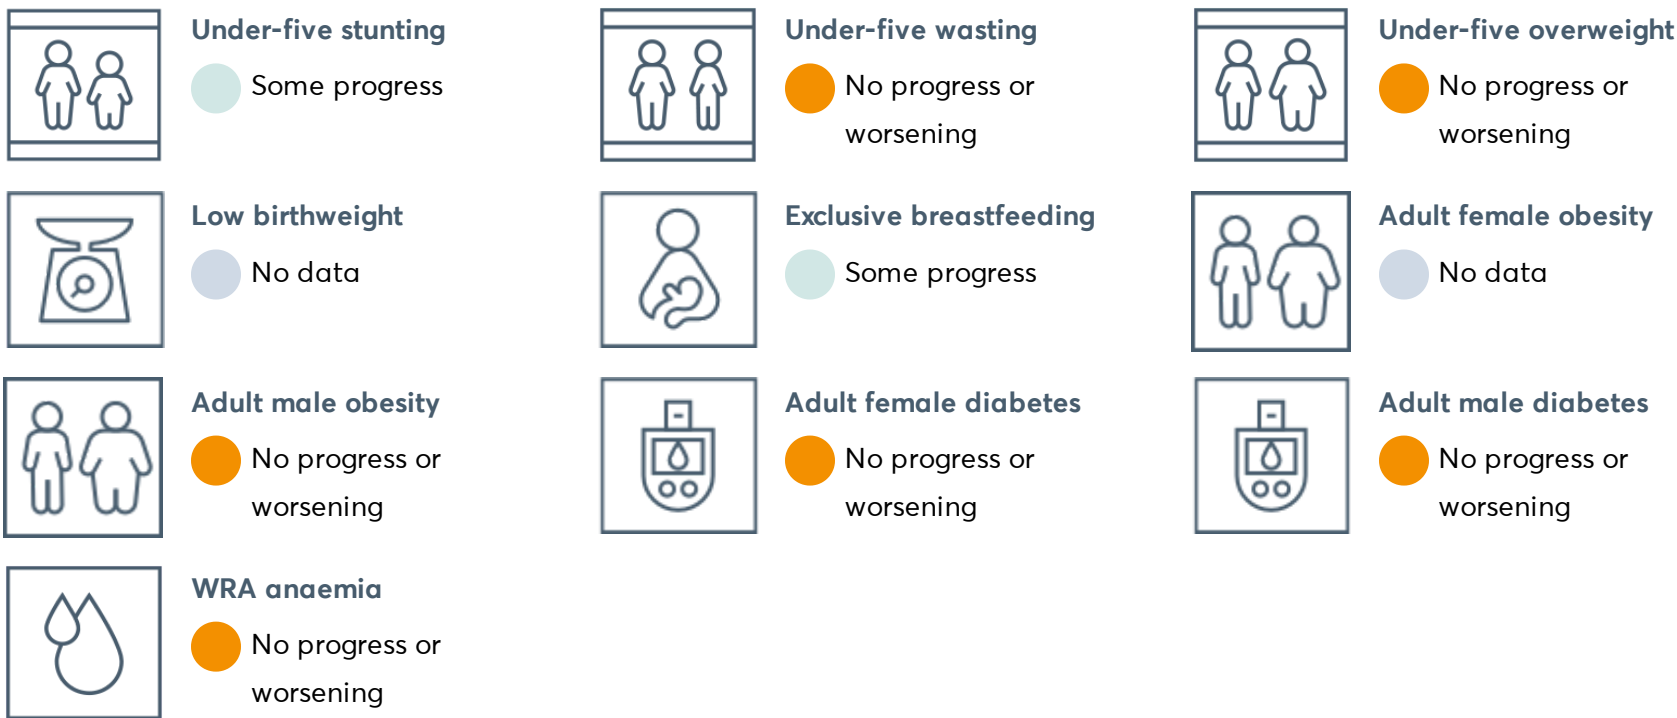 Under-five stunting
Some progress
Under-five wasting
No progress or
worsening
Under-five overweight
No progress or
worsening
Low birthweight
No data
Exclusive breastfeeding
Some progress
Adult female obesity
No data
Adult male obesity
No progress or
worsening
Adult female diabetes
No progress or
worsening
Adult male diabetes
No progress or
worsening
WRA anaemia
No progress or
worsening